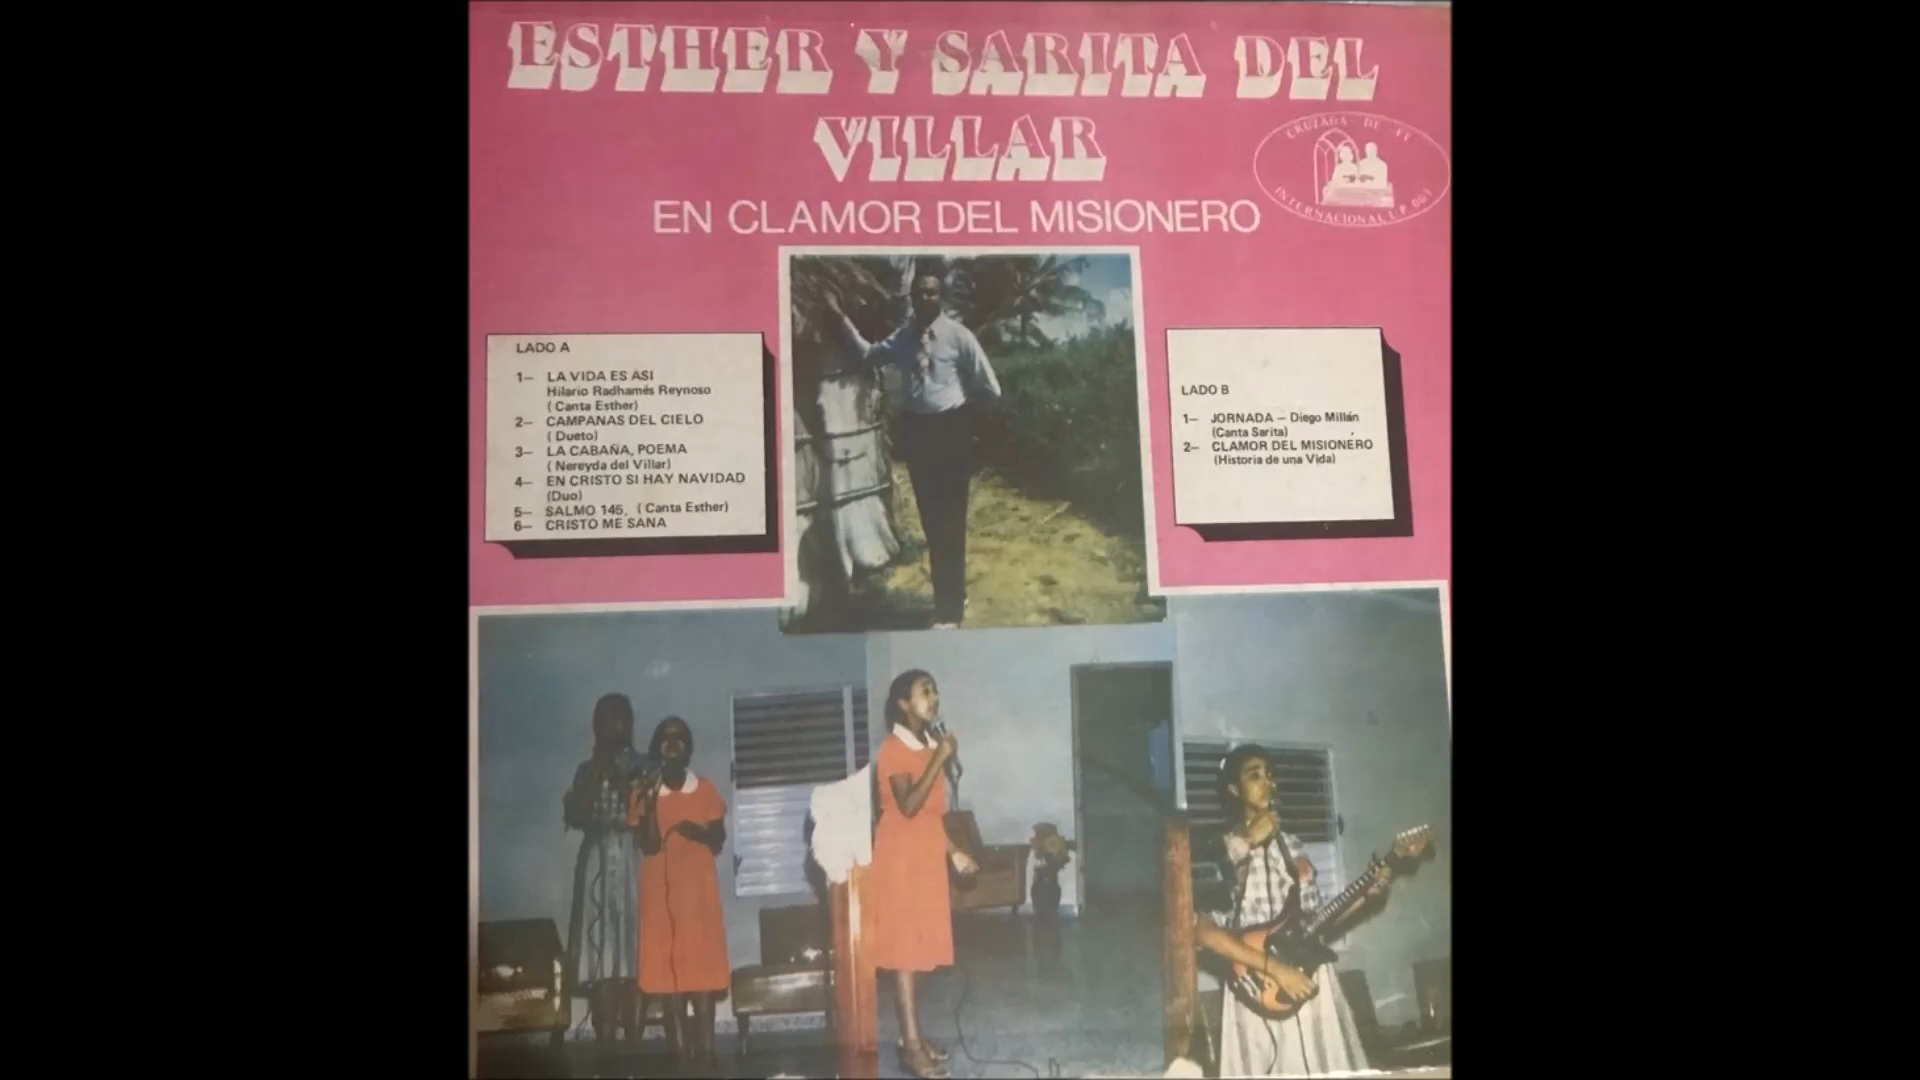 ESTHER Y SARITA DEL
VILLAR
EN CLAMOR DEL MISIONERO
CRUZADA DE FE
INTERNACIONAL LP 001
LADO A
1— LA VIDA ES ASI
Hilario Radhamés Reynoso
( Canta Esther)
2— CAMPANAS DEL CIELO
( Dueto)
3— LA CABAÑA, POEMA
( Nereyda del Villar)
4— EN CRISTO SI HAY NAVIDAD
(Duo)
5— SALMO 145, ( Canta Esther)
6— CRISTO ME SANA
LADO B
1— JORNADA — Diego Millán
(Canta Sarita)
2— CLAMOR DEL MISIONERO
(Historia de una Vida)